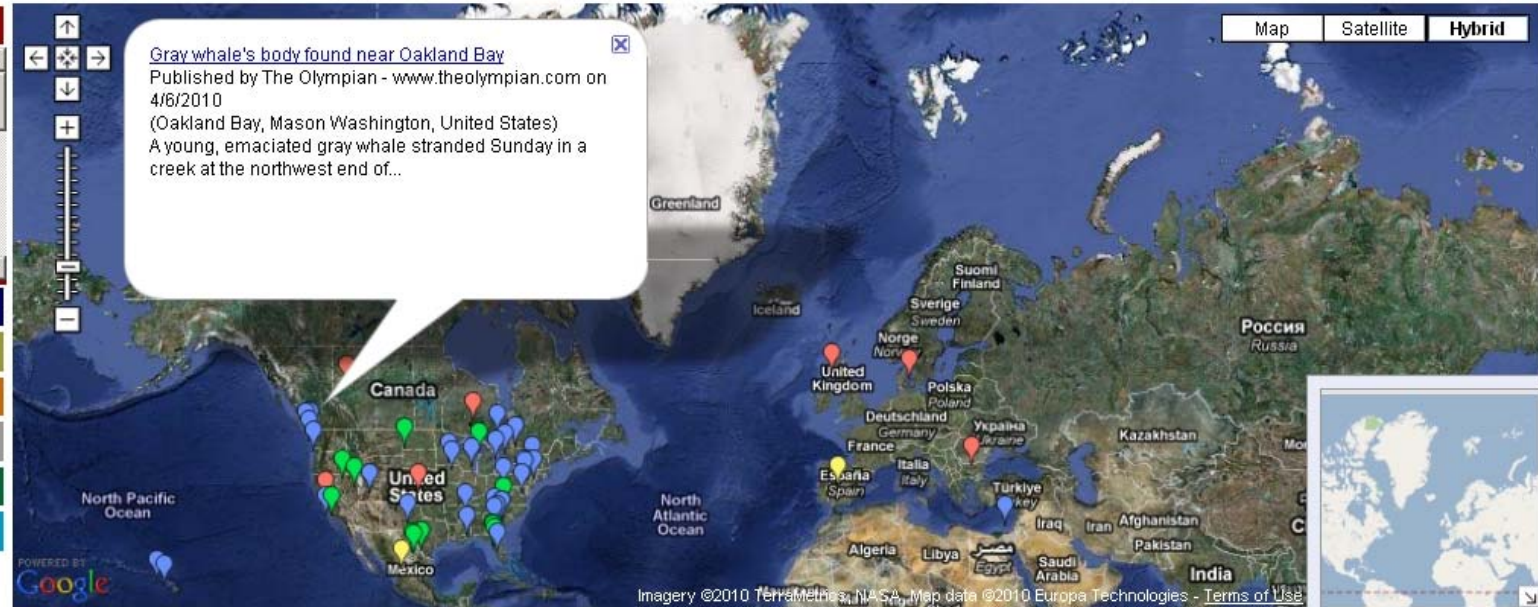 Gray whale's body found near Oakland Bay
Published by The Olympian - www.theolympian.com on
4/6/2010
(Oakland Bay, Mason Washington, United States)
A young, emaciated gray whale stranded Sunday in a
creek at the northwest end of...
Map
Satellite
Hybrid
Greenland
Iceland
Suomi
Finland
Sverige
Sweden
Norge
United
Kingdom
Polska
Poland
Deutschland
Germany
Україна
Ukraine
France
Россия
Russia
Kazakhstan
Canada
United
States
España
Spain
Italia
Italy
Türkiye
North Pacific
Ocean
North
Atlantic
Ocean
Iraq
Iran
Afghanistan
Pakistan
Algeria
Libya
مصر
Egypt
Saudi
Arabia
India
México
POWERED BY
Google
Imagery ©2010 TerraMetrics, NASA, Map data ©2010 Europa Technologies - Terms of Use